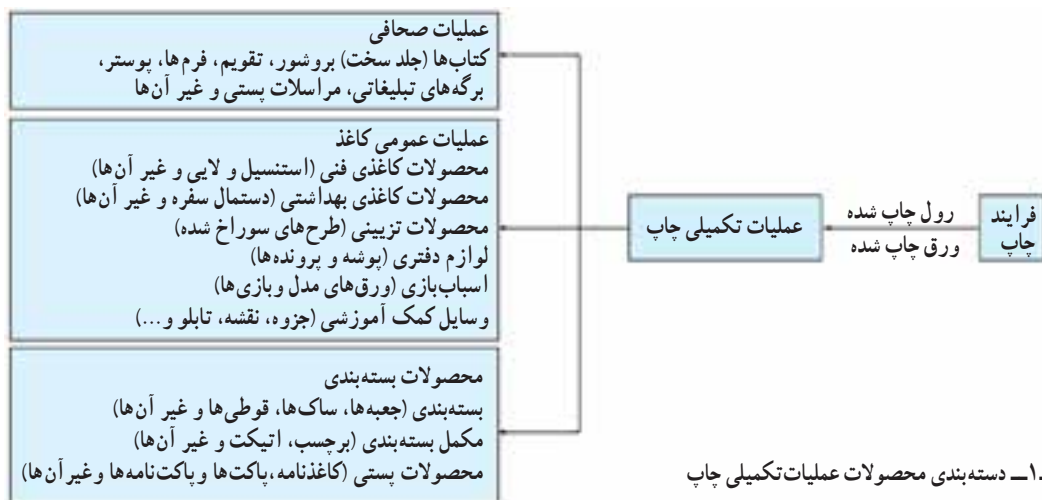 فرایند
چاپ
رول چاپ شده
ورق چاپ شده
عملیات تکمیلی چاپ
عملیات صحافی
کتاب‌ها (جلد سخت) بروشور، تقویم، فرم‌ها، پوستر،
برگه‌های تبلیغاتی، مراسلات پستی و غیر آن‌ها
عملیات عمومی کاغذ
محصولات کاغذی فنی (استنسیل و لایی و غیر آن‌ها)
محصولات کاغذی بهداشتی (دستمال سفره و غیر آن‌ها)
محصولات تزیینی (طرح‌های سوراخ شده)
لوازم دفتری (پوشه و پرونده‌ها)
اسباب‌بازی (ورق‌های مدل وبازی‌ها)
وسایل کمک آموزشی (جزوه، نقشه، تابلو و...)
محصولات بسته‌بندی
بسته‌بندی (جعبه‌ها، ساک‌ها، قوطی‌ها و غیر آن‌ها)
مکمل بسته‌بندی (برچسب، اتیکت و غیر آن‌ها)
محصولات پستی (کاغذنامه،پاکت‌ها وپاکت‌نامه‌ها وغیرآن‌ها)
.۱ــ دسته‌بندی محصولات عملیات‌تکمیلی چاپ